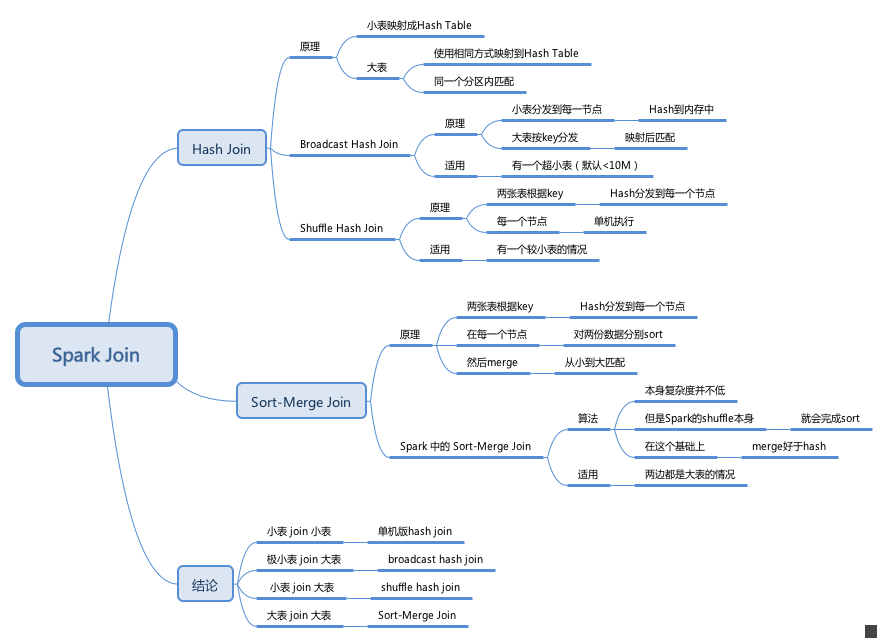 Spark Join
Hash Join
原理
小表映射成Hash Table
大表
使用相同方式映射到Hash Table
同一个分区内匹配
Broadcast Hash Join
原理
小表分发到每一节点
Hash到内存中
大表按key分发
映射后匹配
适用
有一个超小表（默认<10M）
Shuffle Hash Join
原理
两张表根据key
Hash分发到每一个节点
每一个节点
单机执行
适用
有一个较小表的情况
Sort-Merge Join
原理
两张表根据key
Hash分发到每一个节点
在每一个节点
对两份数据分别sort
然后merge
从小到大匹配
Spark 中的 Sort-Merge Join
算法
本身复杂度并不低
但是Spark的shuffle本身
就会完成sort
在这个基础上
merge好于hash
适用
两边都是大表的情况
结论
小表 join 小表
单机版hash join
极小表 join 大表
broadcast hash join
小表 join 大表
shuffle hash join
大表 join 大表
Sort-Merge Join